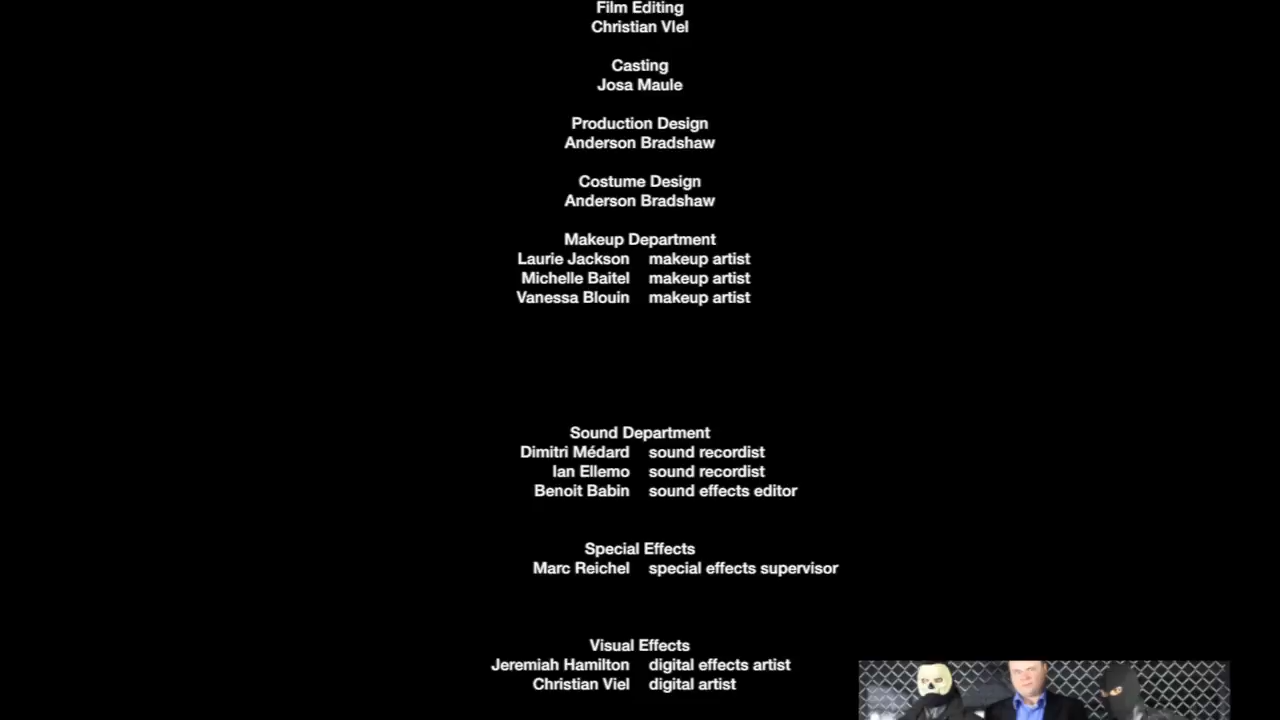 Film Editing
Christian VIel
Casting
Josa Maule
Production Design
Anderson Bradshaw
Costume Design
Anderson Bradshaw
Makeup Department
Laurie Jackson makeup artist
Michelle Baitel makeup artist
Vanessa Blouin makeup artist
Sound Department
Dimitri Médard sound recordist
Ian Ellemo sound recordist
Benoit Babin sound effects editor
Special Effects
Marc Reichel special effects supervisor
Visual Effects
Jeremiah Hamilton digital effects artist
Christian Viel digital artist